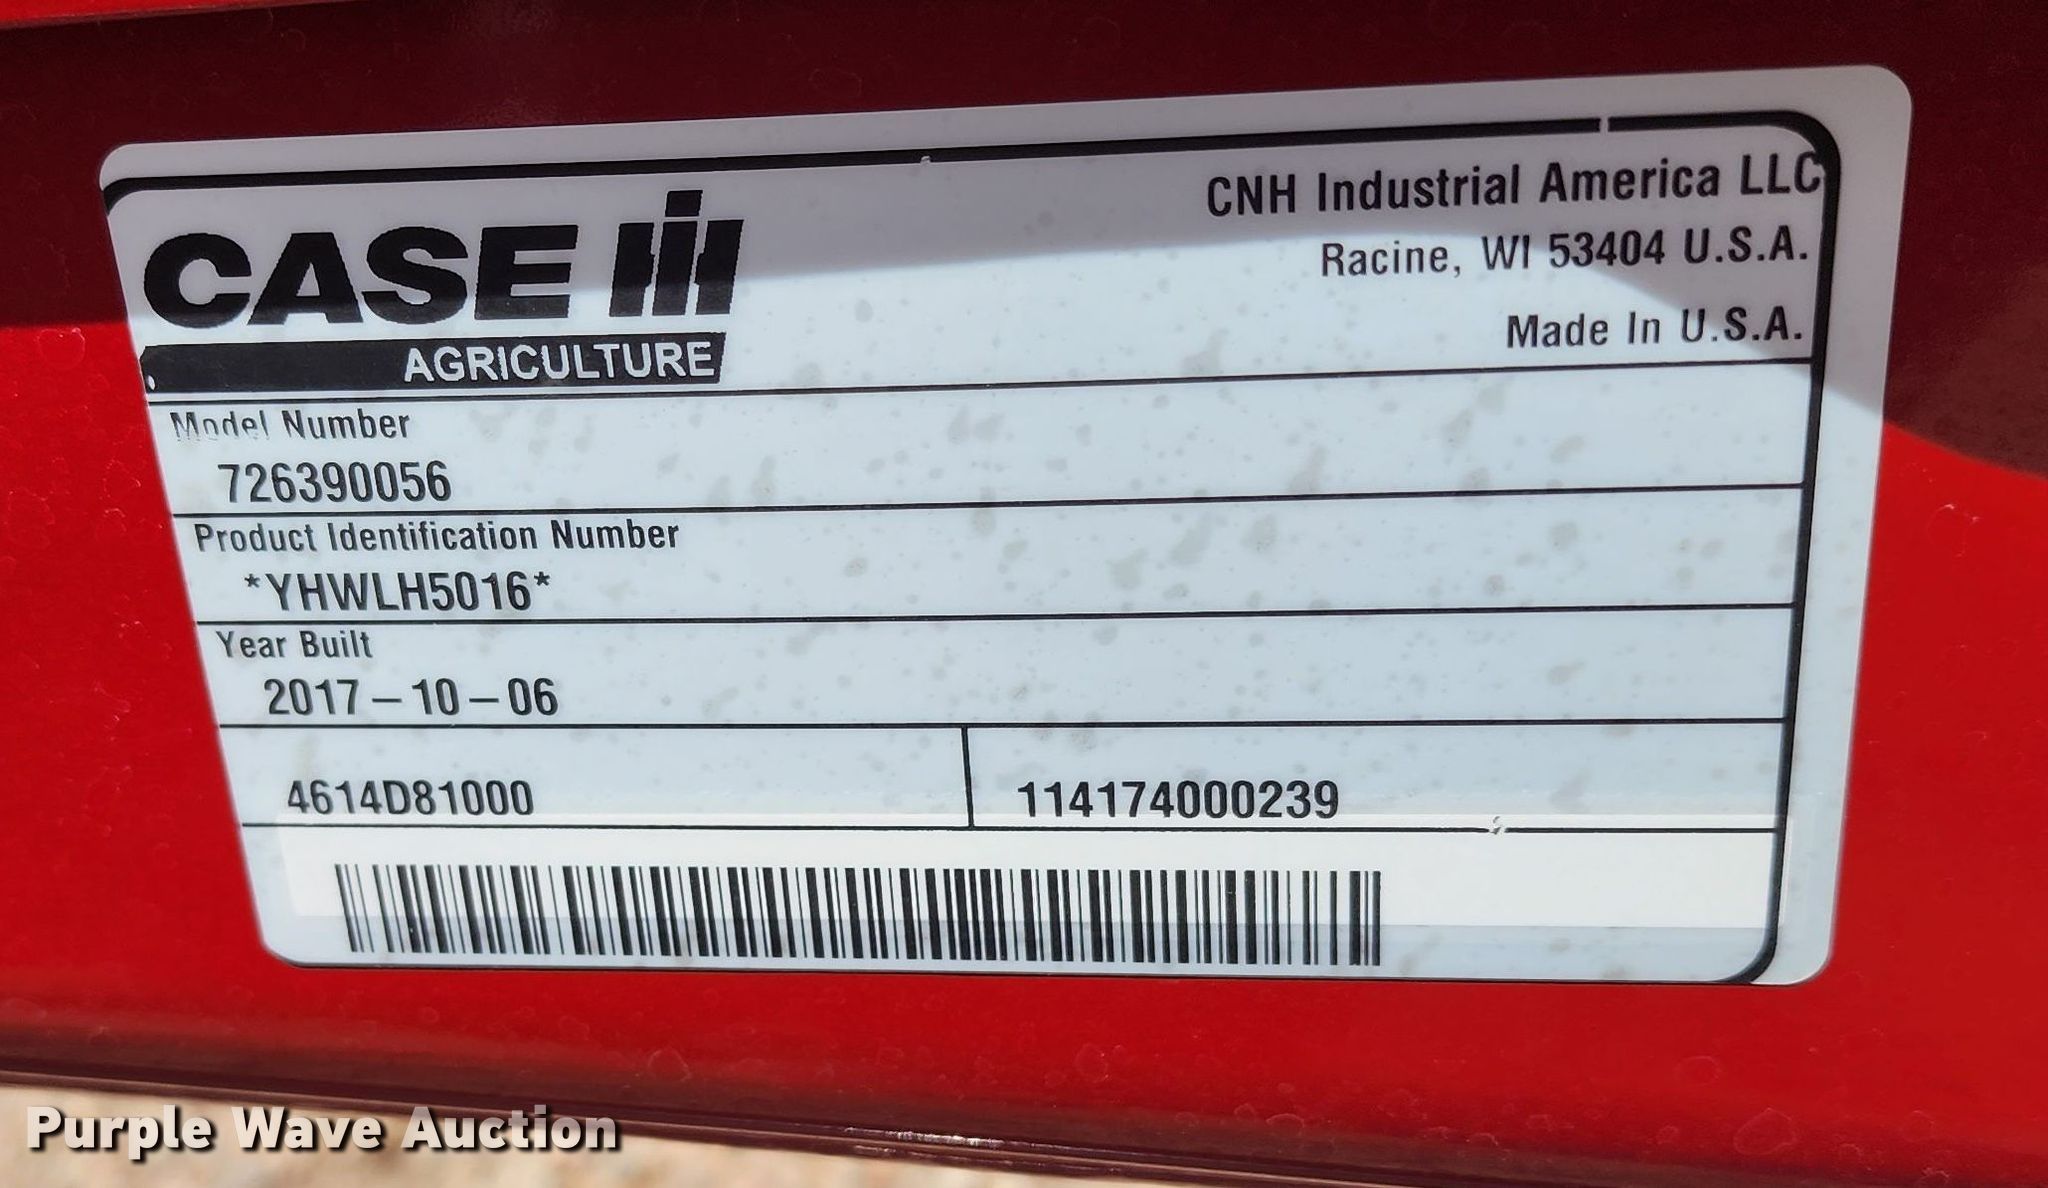 CASE IH
AGRICULTURE
CNH Industrial America LLC
Racine, WI 53404 U.S.A.
Made In U.S.A.
Model Number
726390056
Product Identification Number
*YHWLH5016*
Year Built
2017-10-06
4614D81000
114174000239
Purple Wave Auction